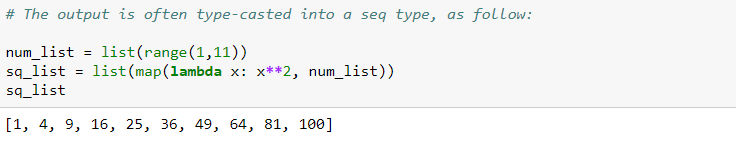 # The output is often type-casted into a seq type, as follow:
num_list = list(range(1,11))
sq_list = list(map(lambda x: x**2, num_list))
sq_list
[1, 4, 9, 16, 25, 36, 49, 64, 81, 100]